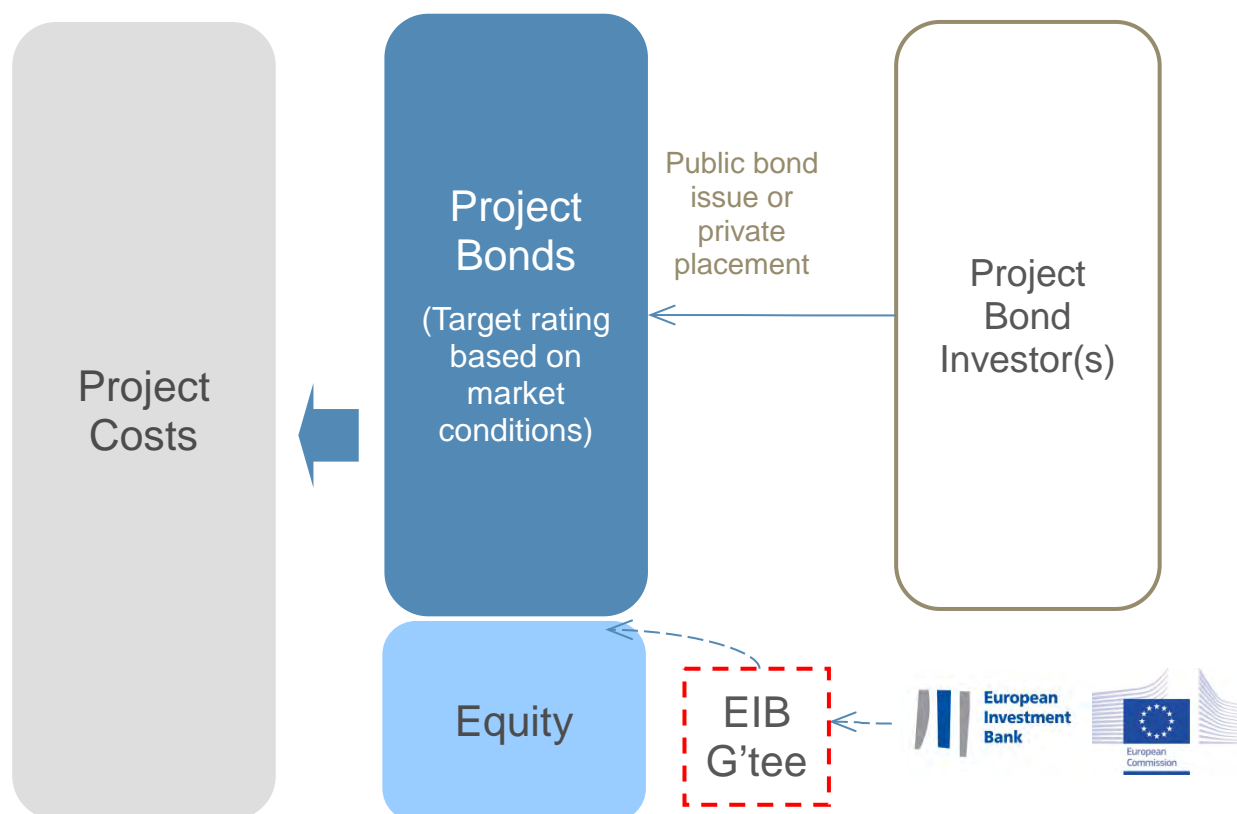 Project
Costs
Project
Bonds
(Target rating
based on
market
conditions)
Public bond
issue or
private
placement
Project
Bond
Investor(s)
Equity
EIB
G’tee
European
Investment
Bank
European
Commission